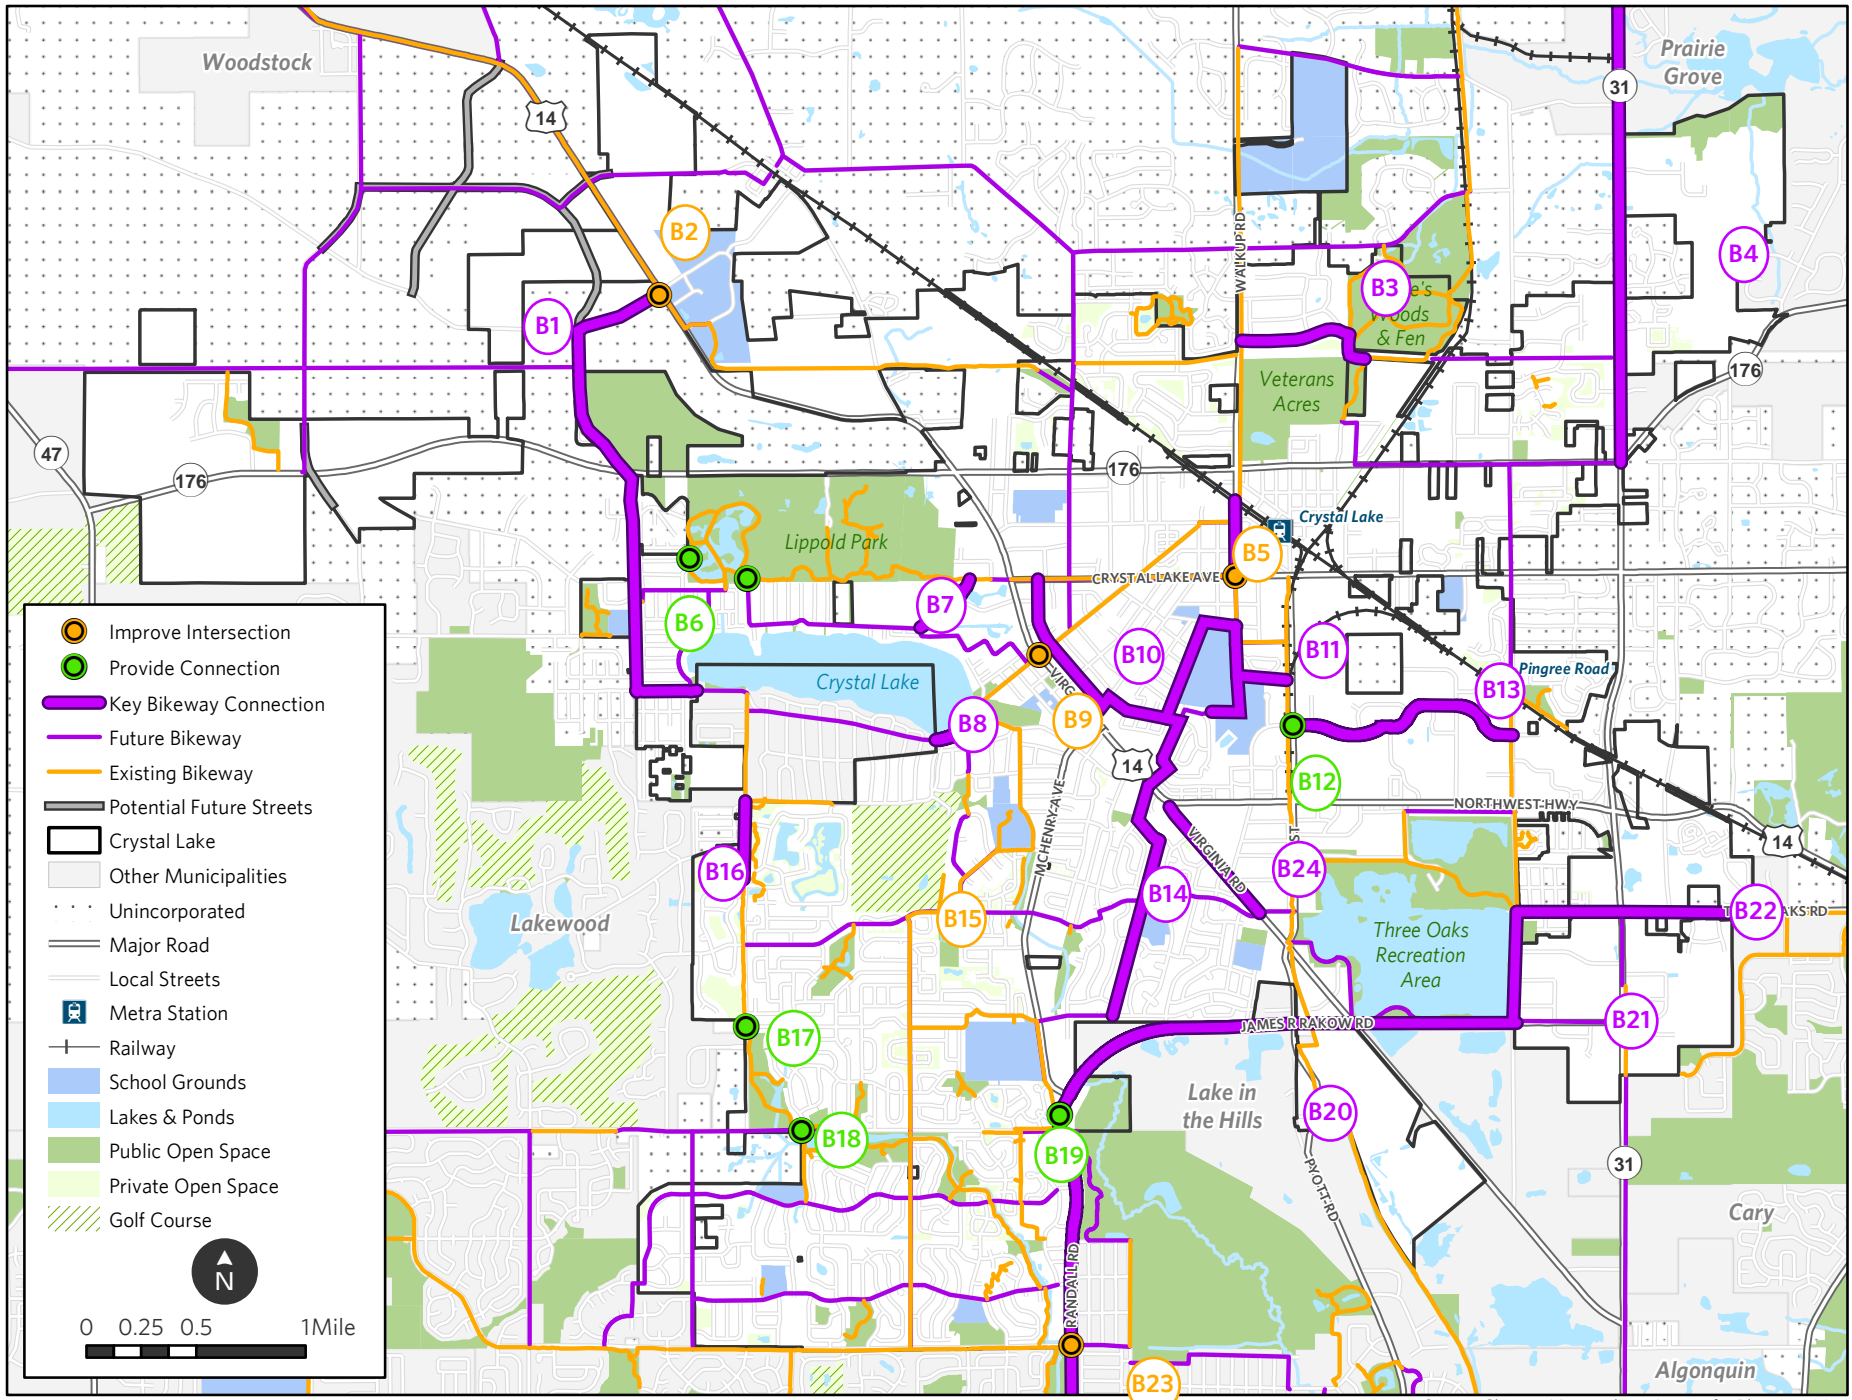 Woodstock
Prairie
Grove
14
31
B2
B4
WALKUP RD
B3
e's
Woods
& Fen
B1
Veterans
Acres
176
47
176
176
Crystal Lake
Lippold Park
B5
CRYSTAL LAKE AVE
B7
B6
B10
B11
Pingree Road
B13
Crystal Lake
VIRG
B8
B9
14
B12
NORTHWEST HWY
14
MCHENRY AVE
VIRGINIA RD
ST
B16
B24
B14
Lakewood
B15
Three Oaks
Recreation
Area
B22
T
AKS RD
B17
JAMES R RAKOW RD
B21
Lake in
the Hills
B20
B18
B19
31
PYOTT RD
Cary
RANDALL RD
B23
Algonquin
Improve Intersection
Provide Connection
Key Bikeway Connection
Future Bikeway
Existing Bikeway
Potential Future Streets
Crystal Lake
Other Municipalities
Unincorporated
Major Road
Local Streets
Metra Station
Railway
School Grounds
Lakes & Ponds
Public Open Space
Private Open Space
Golf Course
N
0 0.25 0.5 1Mile